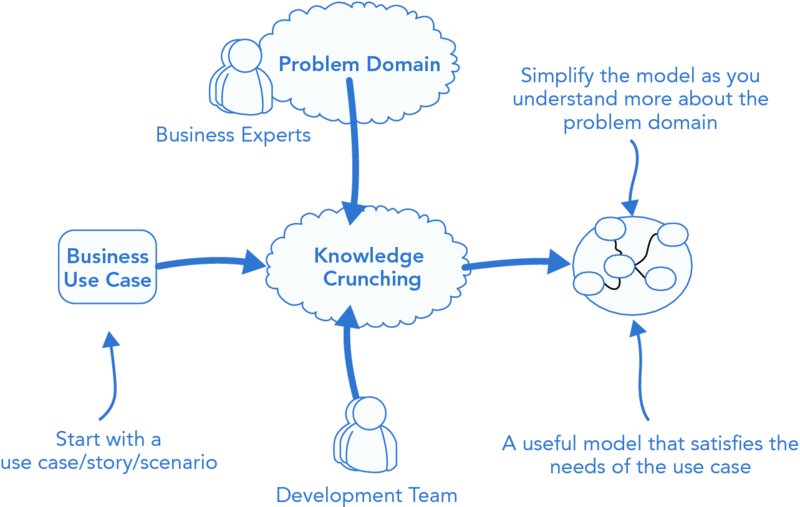 Problem Domain
Business Experts
Simplify the model as you
understand more about the
problem domain
Business
Use Case
Knowledge
Crunching
Start with a
use case/story/scenario
Development Team
A useful model that satisfies the
needs of the use case